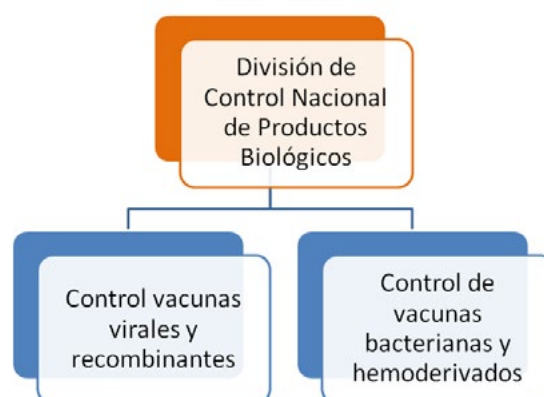 División de
Control Nacional
de Productos
Biológicos
Control vacunas
virales y
recombinantes
Control de
vacunas
bacterianas y
hemoderivados